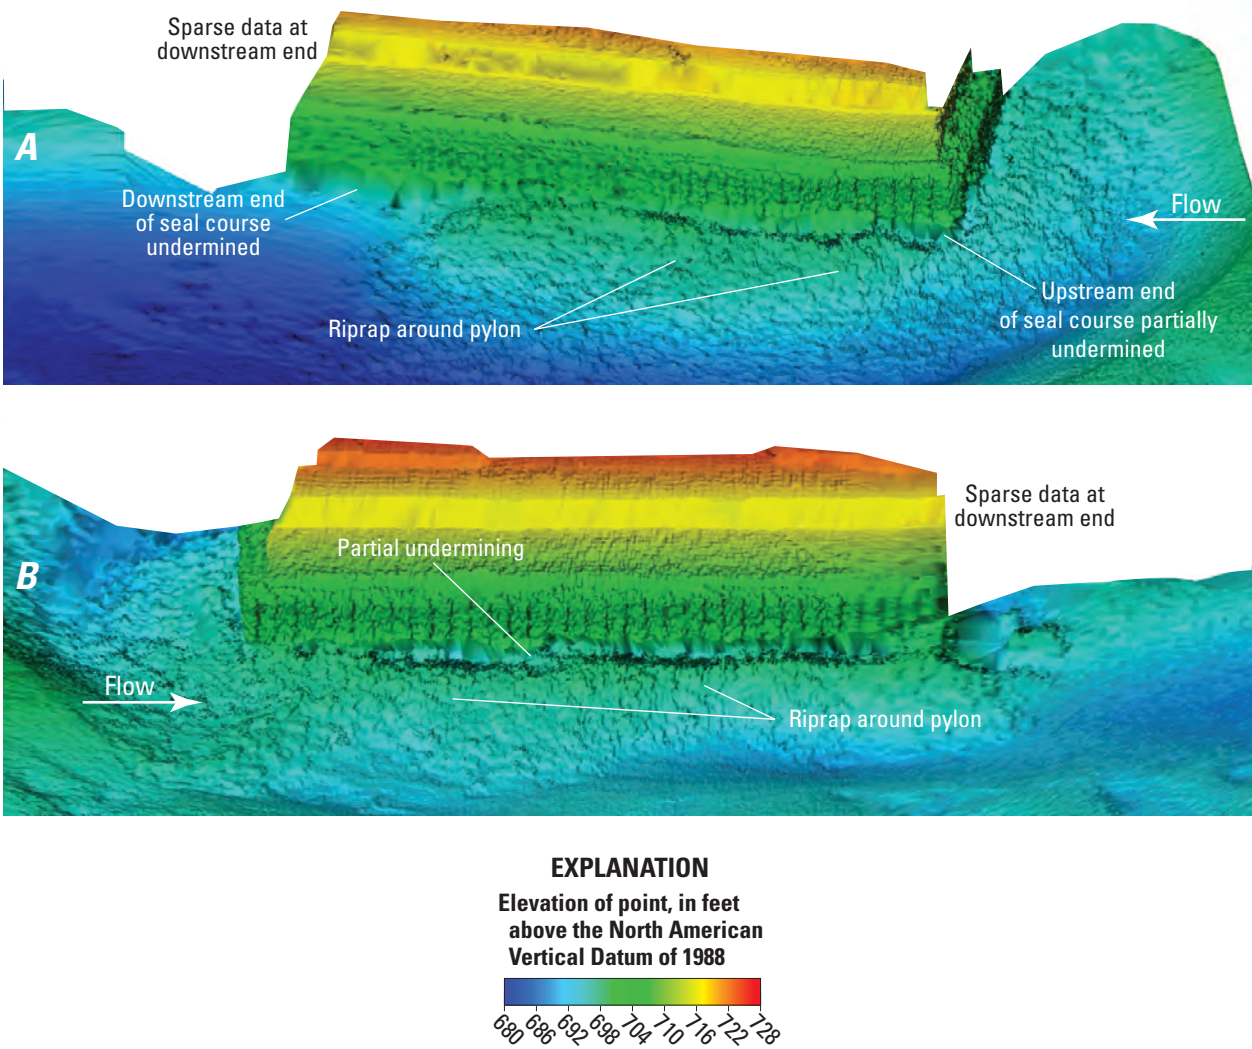 Sparse data at
downstream end
A
Downstream end
of seal course
undermined
Flow
Riprap around pylon
Upstream end
of seal course partially
undermined
Sparse data at
downstream end
Partial undermining
B
Flow
Riprap around pylon
EXPLANATION
Elevation of point, in feet
above the North American
Vertical Datum of 1988
680 686 692 698 704 710 716 722 728